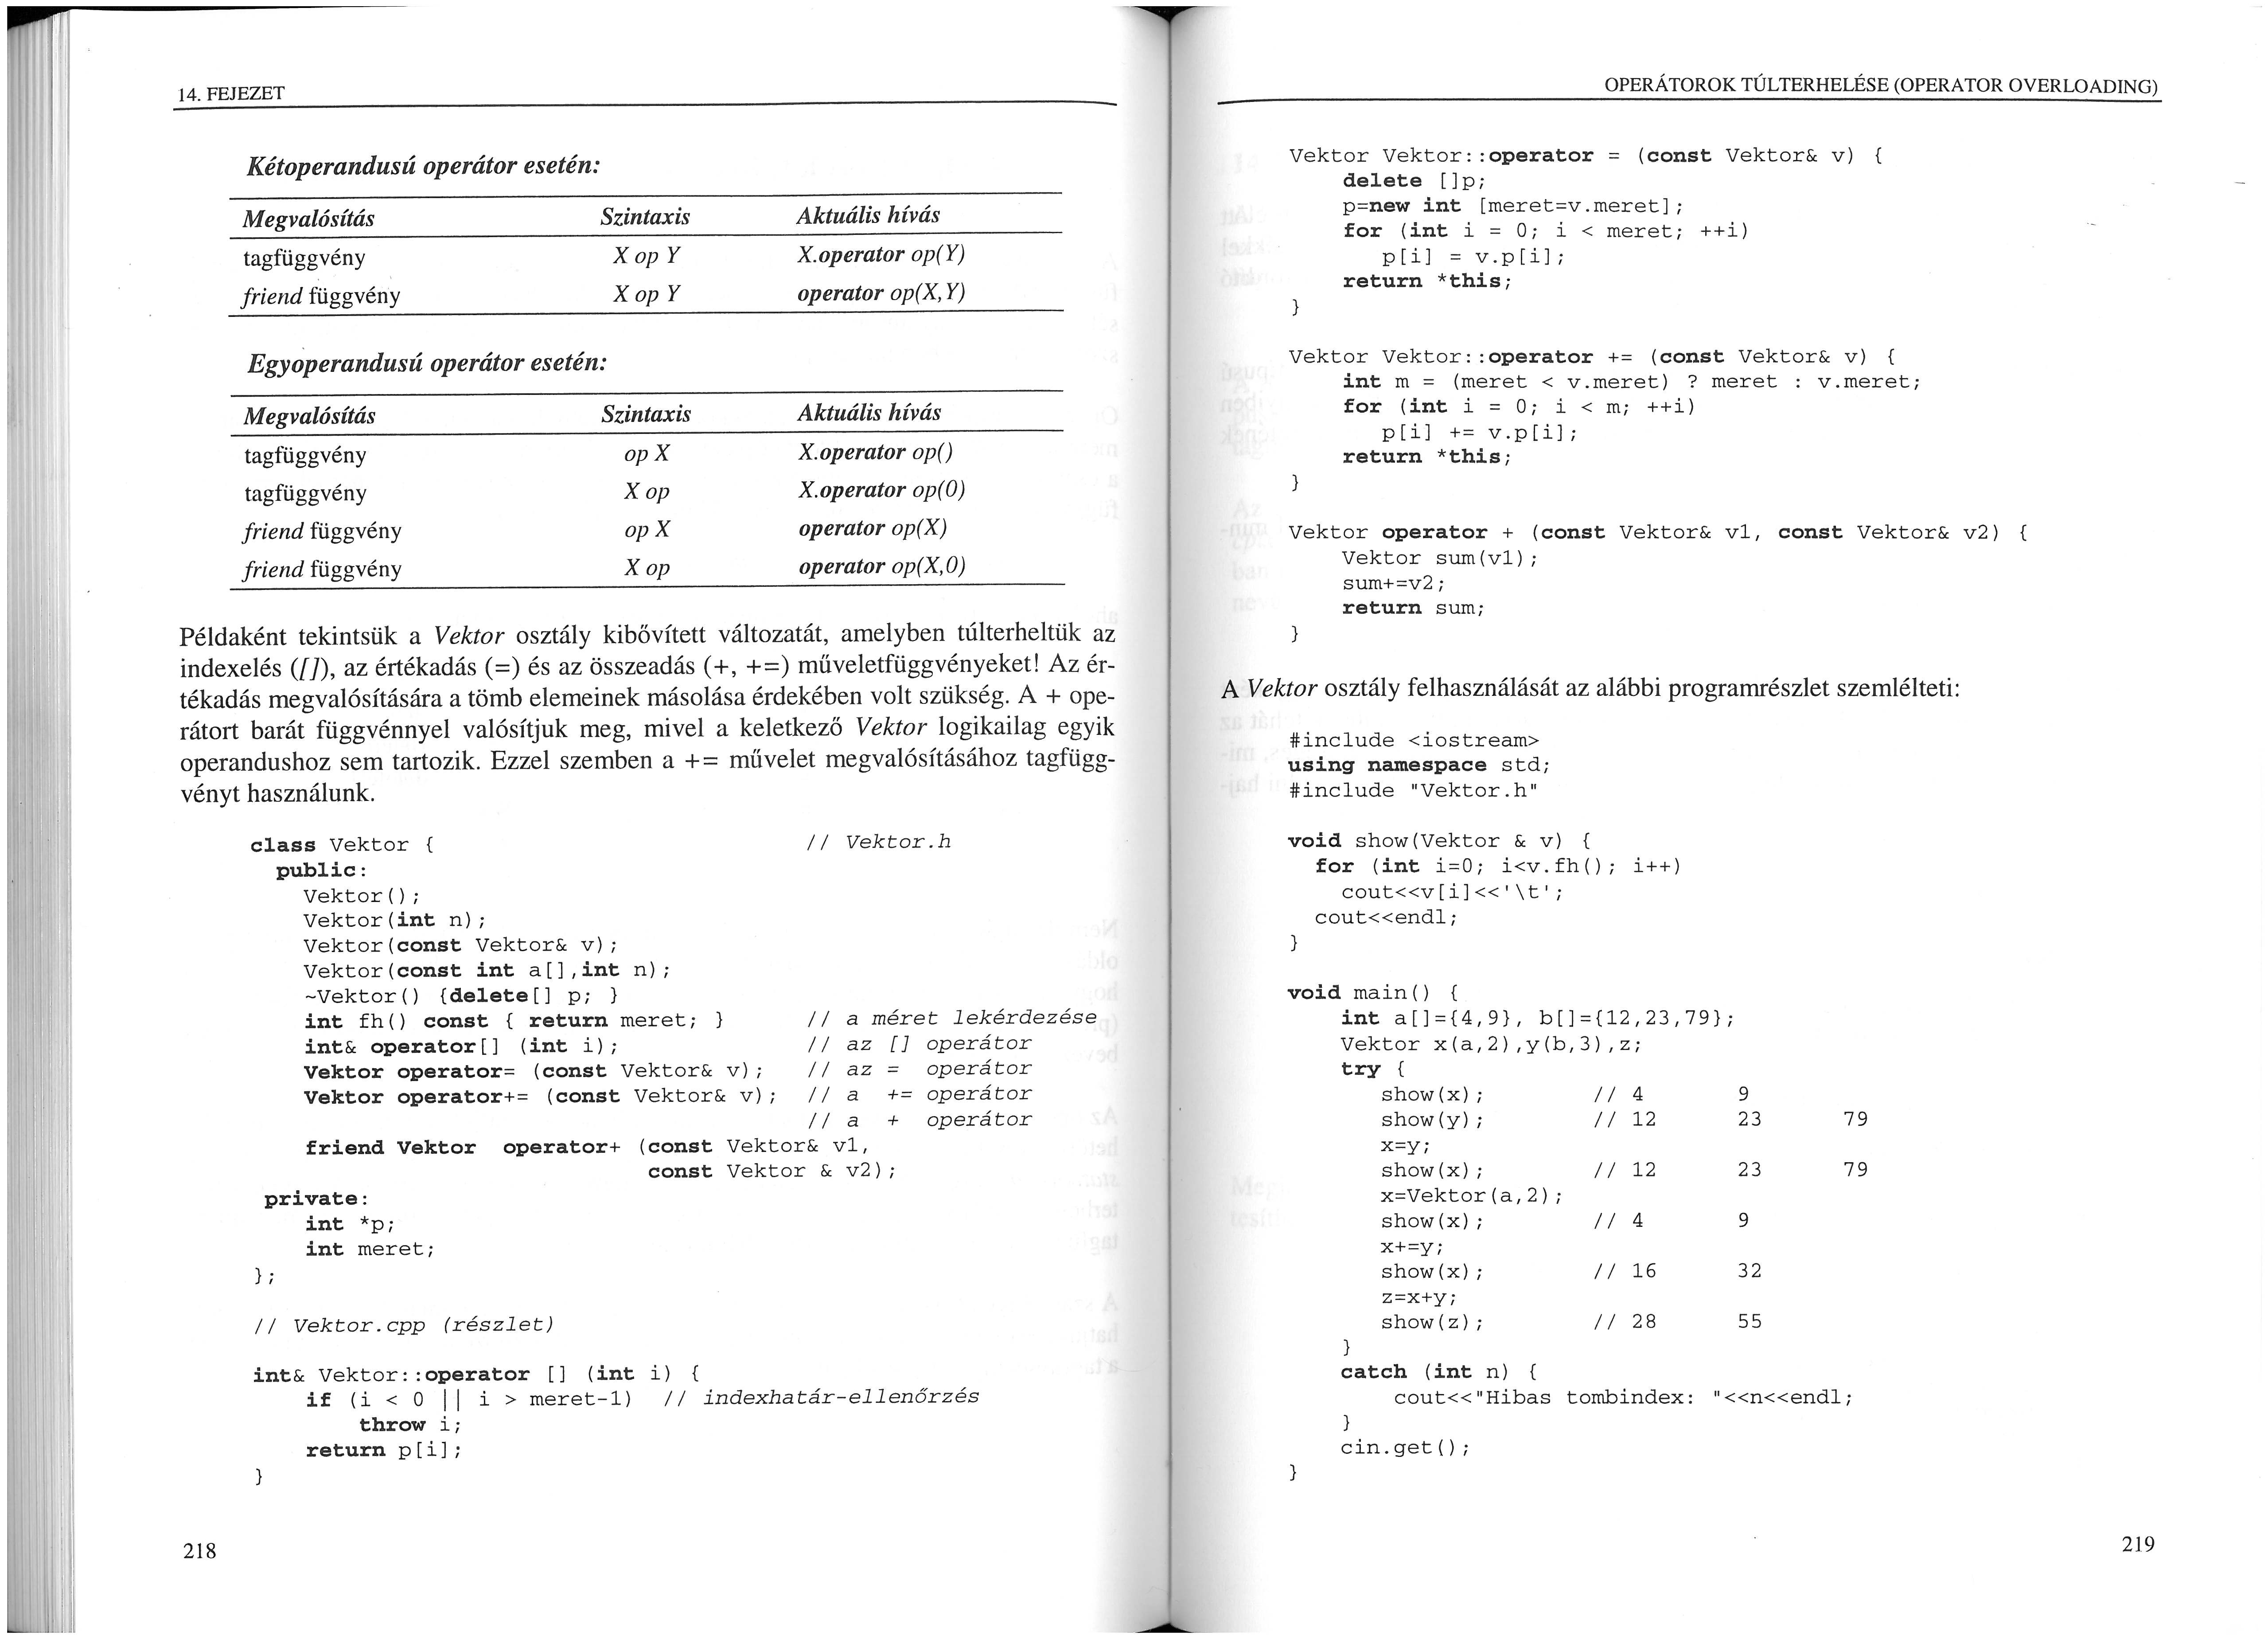 14. FEJEZET
Kétoperandusú operátor esetén:
Megvalósítás Szintaxis Aktuális hívás
tagfüggvény X op Y X.operator op(Y)
friend függvény X op Y operator op(X,Y)
Egyoperandusú operátor esetén:
Megvalósítás Szintaxis Aktuális hívás
tagfüggvény op X X.operator op()
tagfüggvény X op X.operator op(0)
friend függvény op X operator op(X)
friend függvény X op operator op(X,0)
Példaként tekintsük a Vektor osztály kibővített változatát, amelyben túlterheltük az
indexelés ([]), az értékadás (=) és az összeadás (+, +=) műveletfüggvényeket! Az ér-
tékadás megvalósítására a tömb elemeinek másolása érdekében volt szükség. A + ope-
rátort barát függvénnyel valósítjuk meg, mivel a keletkező Vektor logikailag egyik
operandushoz sem tartozik. Ezzel szemben a += művelet megvalósításához tagfügg-
vényt használunk.
class Vektor { // Vektor.h
public:
Vektor();
Vektor(int n);
Vektor(const Vektor& v);
Vektor(const int a[],int n);
~Vektor() {delete[] p; }
int fh() const { return meret; } // a méret lekérdezése
int& operator[] (int i); // az [] operátor
Vektor operator= (const Vektor& v); // az = operátor
Vektor operator+= (const Vektor& v); // a += operátor
// a + operátor
friend Vektor operator+ (const Vektor& v1,
const Vektor & v2);
private:
int *p;
int meret;
};
// Vektor.cpp (részlet)
int& Vektor::operator [] (int i) {
if (i < 0 || i > meret-1) // indexhatár-ellenőrzés
throw i;
return p[i];
}
218
OPERÁTOROK TÚLTERHELÉSE (OPERATOR OVERLOADING)
Vektor Vektor::operator = (const Vektor& v) {
delete []p;
p=new int [meret=v.meret];
for (int i = 0; i < meret; ++i)
p[i] = v.p[i];
return *this;
}
Vektor Vektor::operator += (const Vektor& v) {
int m = (meret < v.meret) ? meret : v.meret;
for (int i = 0; i < m; ++i)
p[i] += v.p[i];
return *this;
}
Vektor operator + (const Vektor& v1, const Vektor& v2) {
Vektor sum(v1);
sum+=v2;
return sum;
}
A Vektor osztály felhasználását az alábbi programrészlet szemlélteti:
#include <iostream>
using namespace std;
#include "Vektor.h"
void show(Vektor & v) {
for (int i=0; i<v.fh(); i++)
cout<<v[i]<<'\t';
cout<<endl;
}
void main() {
int a[]={4,9}, b[]={12,23,79};
Vektor x(a,2),y(b,3),z;
try {
show(x); // 4 9
show(y); // 12 23 79
x=y;
show(x); // 12 23 79
x=Vektor(a,2);
show(x); // 4 9
x+=y;
show(x); // 16 32
z=x+y;
show(z); // 28 55
}
catch (int n) {
cout<<"Hibas tombindex: "<<n<<endl;
}
cin.get();
}
219